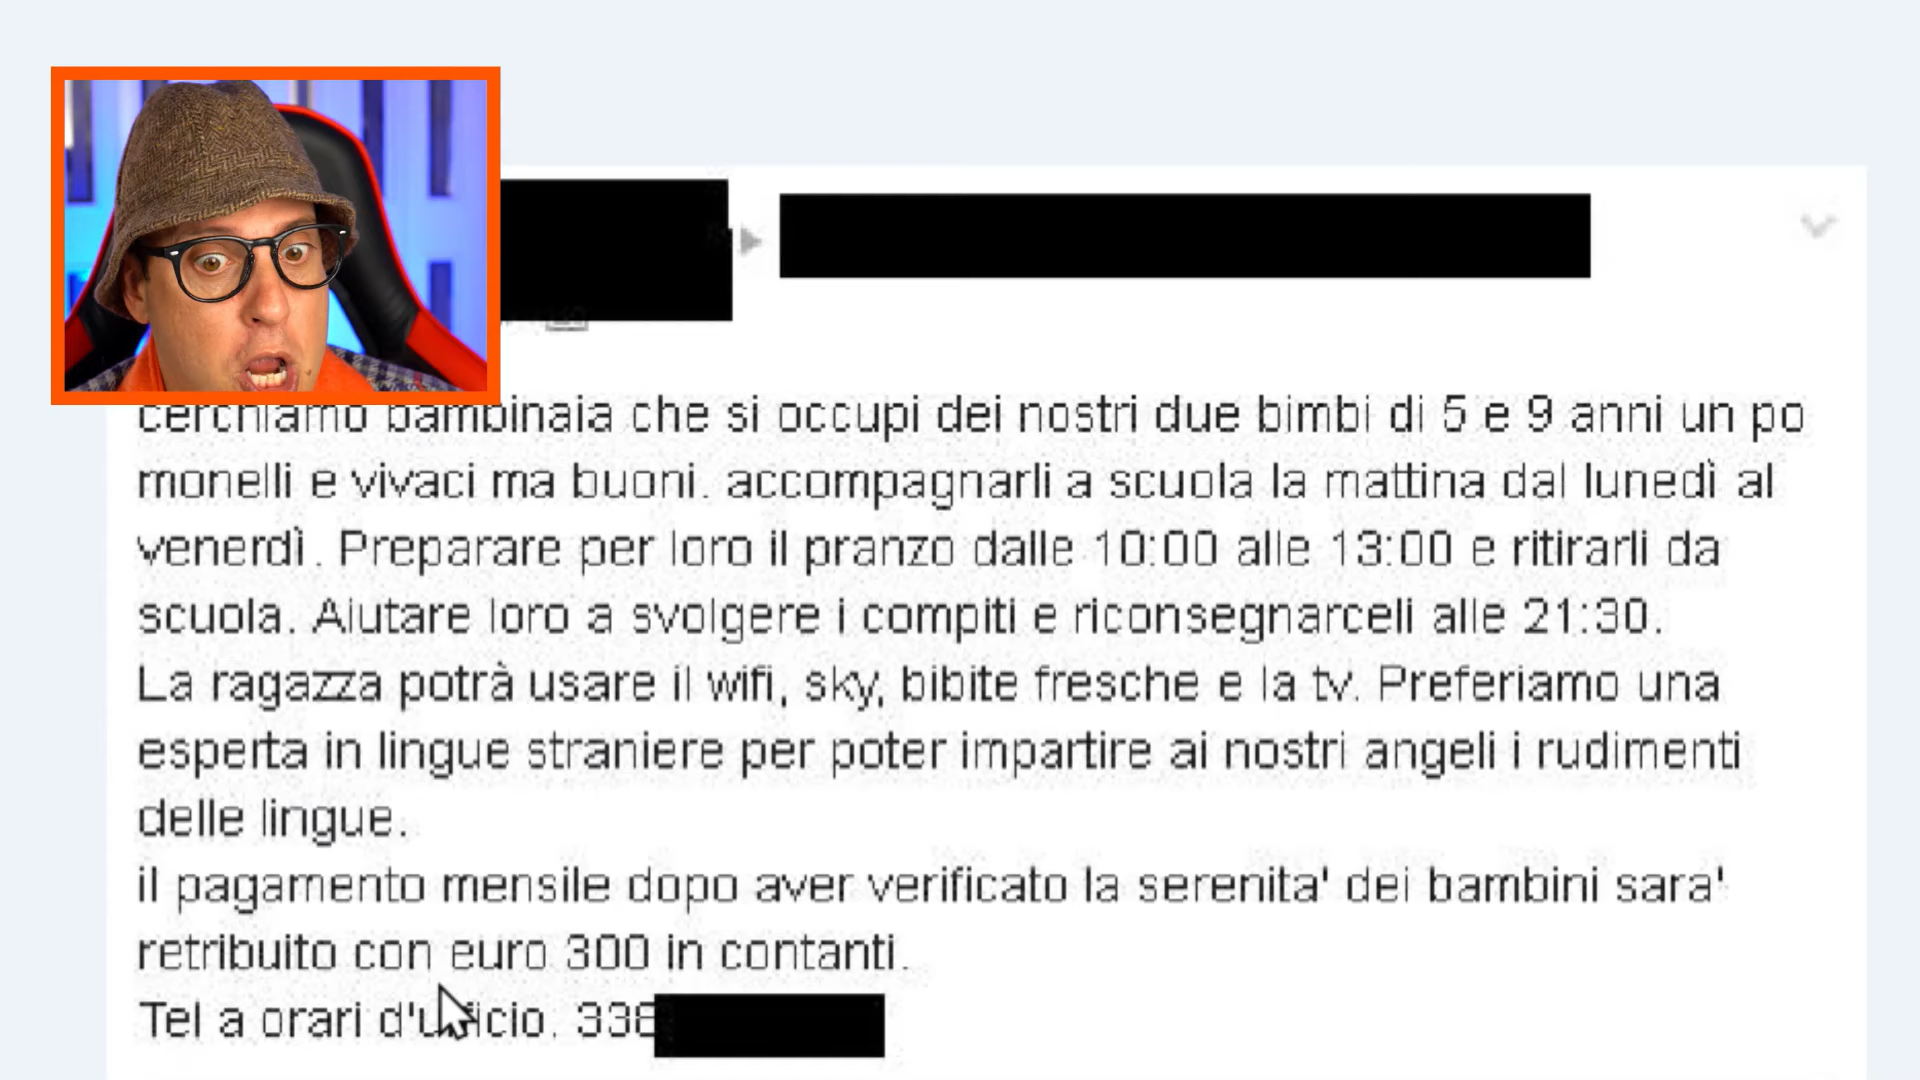 cerchiamo bambinaia che si occupi dei nostri due bimbi di 5 e 9 anni un po
monelli e vivaci ma buoni. accompagnarli a scuola la mattina dal lunedì al
venerdì. Preparare per loro il pranzo dalle 10:00 alle 13:00 e ritirarli da
scuola. Aiutare loro a svolgere i compiti e riconsegnarceli alle 21:30.
La ragazza potrà usare il wifi, sky, bibite fresche e la tv. Preferiamo una
esperta in lingue straniere per poter impartire ai nostri angeli i rudimenti
delle lingue.
il pagamento mensile dopo aver verificato la serenita' dei bambini sara'
retribuito con euro 300 in contanti.
Tel a orari d'ufficio. 338